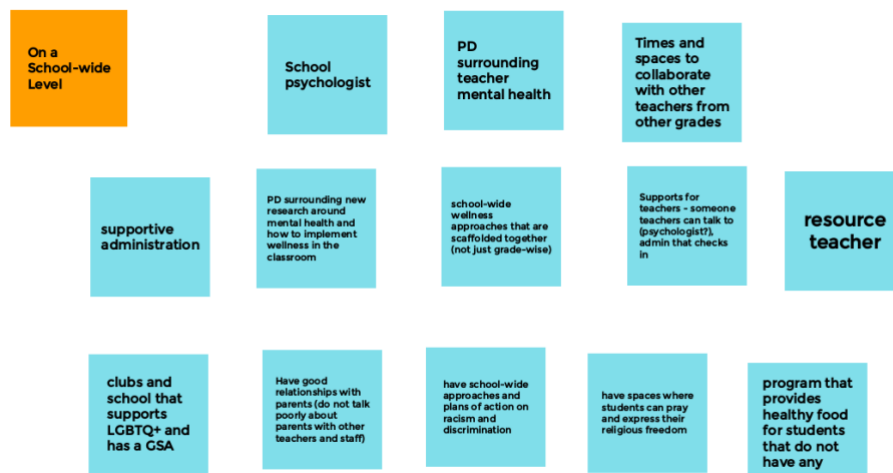 On a
School-wide
Level
School
psychologist
PD
surrounding
teacher
mental health
Times and
spaces to
collaborate
with other
teachers from
other grades
supportive
administration
PD surrounding new
research around
mental health and
how to implement
wellness in the
classroom
school-wide
wellness
approaches that are
scaffolded together
(not just grade-wise)
Supports for
teachers - someone
teachers can talk to
(psychologist?),
admin that checks
in
resource
teacher
clubs and
school that
supports
LGBTQ+ and
has a GSA
Have good
relationships with
parents (do not talk
poorly about
parents with other
teachers and staff)
have school-wide
approaches and
plans of action on
racism and
discrimination
have spaces where
students can pray
and express their
religious freedom
program that
provides
healthy food
for students
that do not
have any